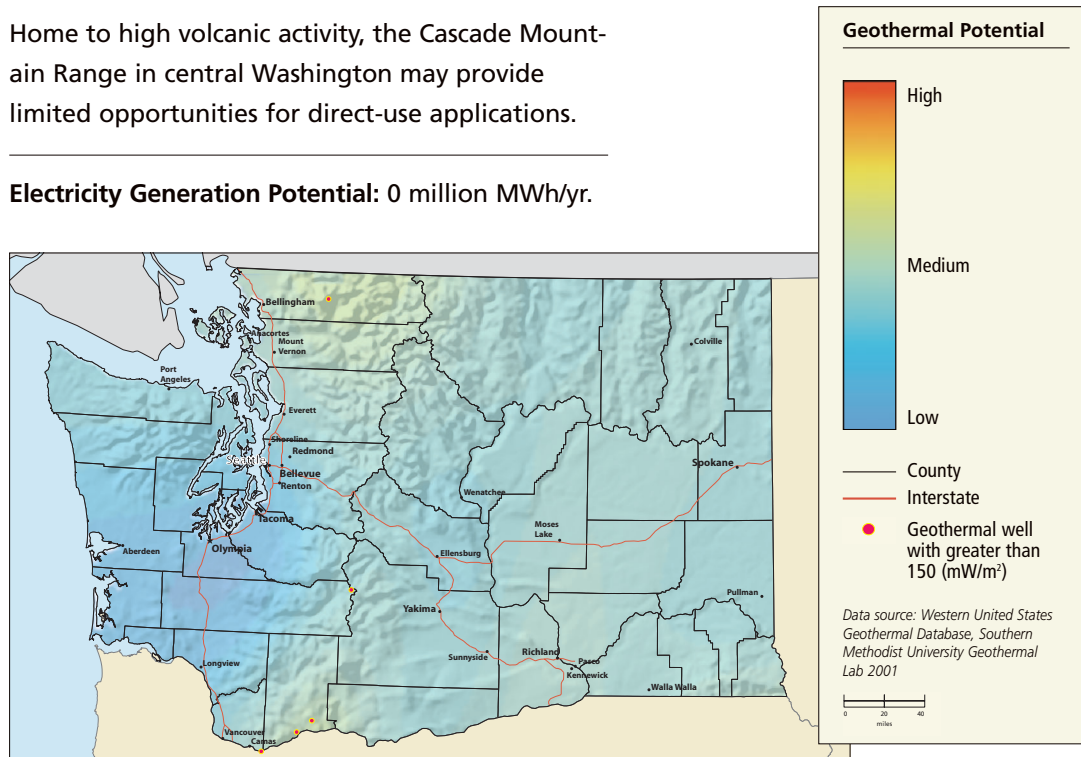 Home to high volcanic activity, the Cascade Mount-
ain Range in central Washington may provide
limited opportunities for direct-use applications.
Electricity Generation Potential: 0 million MWh/yr.
Geothermal Potential
High
Medium
Low
County
Interstate
Geothermal well
with greater than
150 (mW/m²)
Data source: Western United States
Geothermal Database, Southern
Methodist University Geothermal
Lab 2001
0 20 40
miles
Bellingham
Anacortes
Mount
Vernon
Colville
Port
Angeles
Everett
Shoreline
Redmond
Seattle
Bellevue
Renton
Spokane
Wenatchee
Tacoma
Moses
Lake
Olympia
Aberdeen
Ellensburg
Pullman
Yakima
Sunnyside
Richland
Pasco
Kennewick
Longview
Walla Walla
Vancouver
Camas